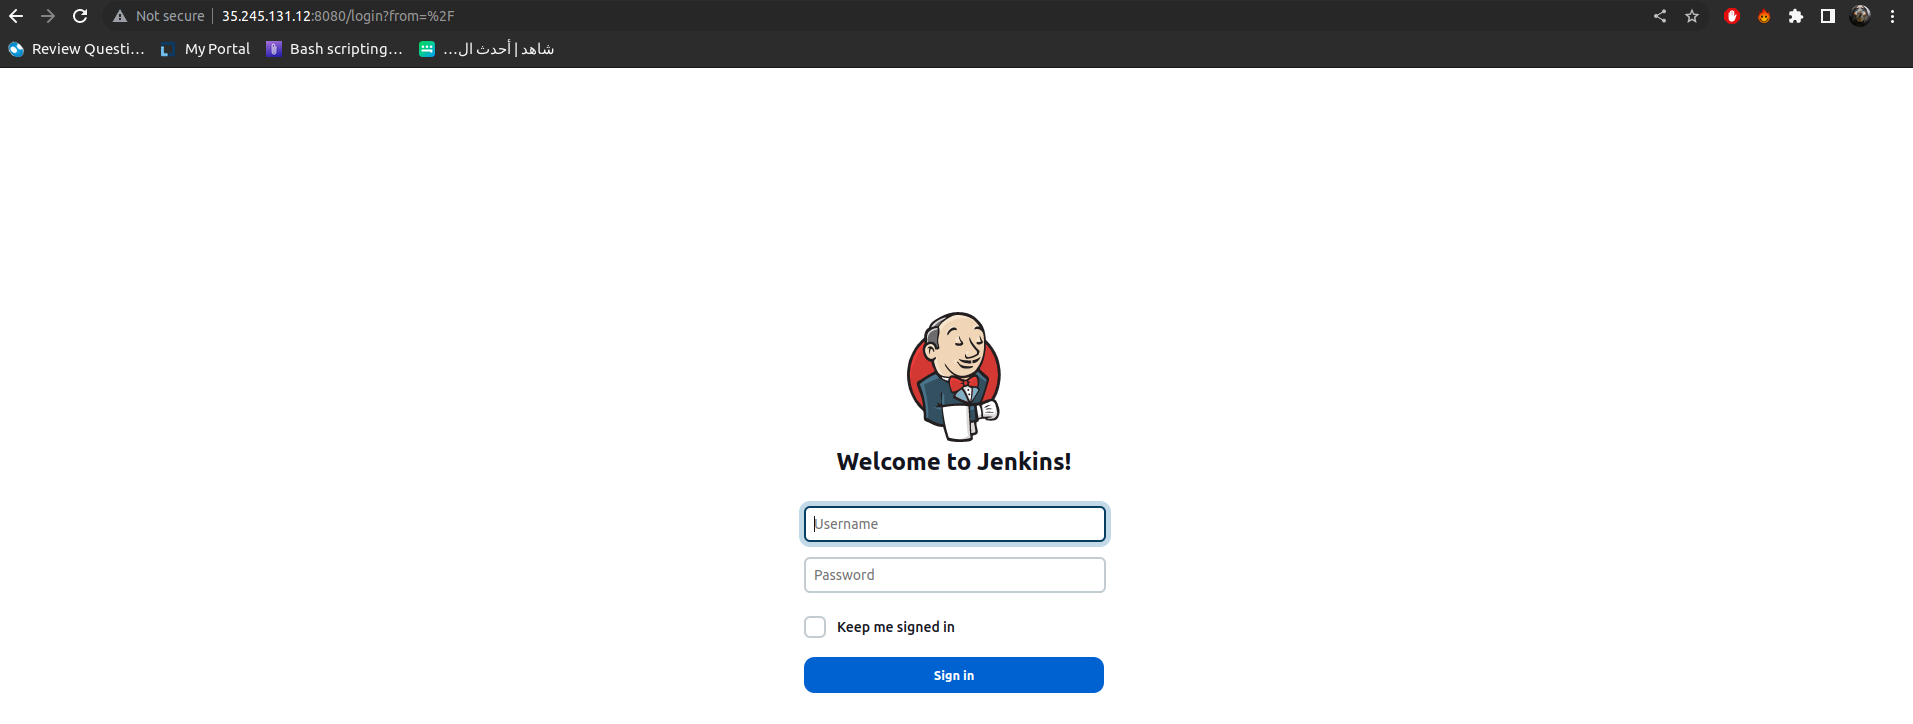 Not secure 35.245.131.12:8080/login?from=%2F
Review Questi... My Portal Bash scripting... شاهد | أحدث ال...
Welcome to Jenkins!
Username
Password
Keep me signed in
Sign in